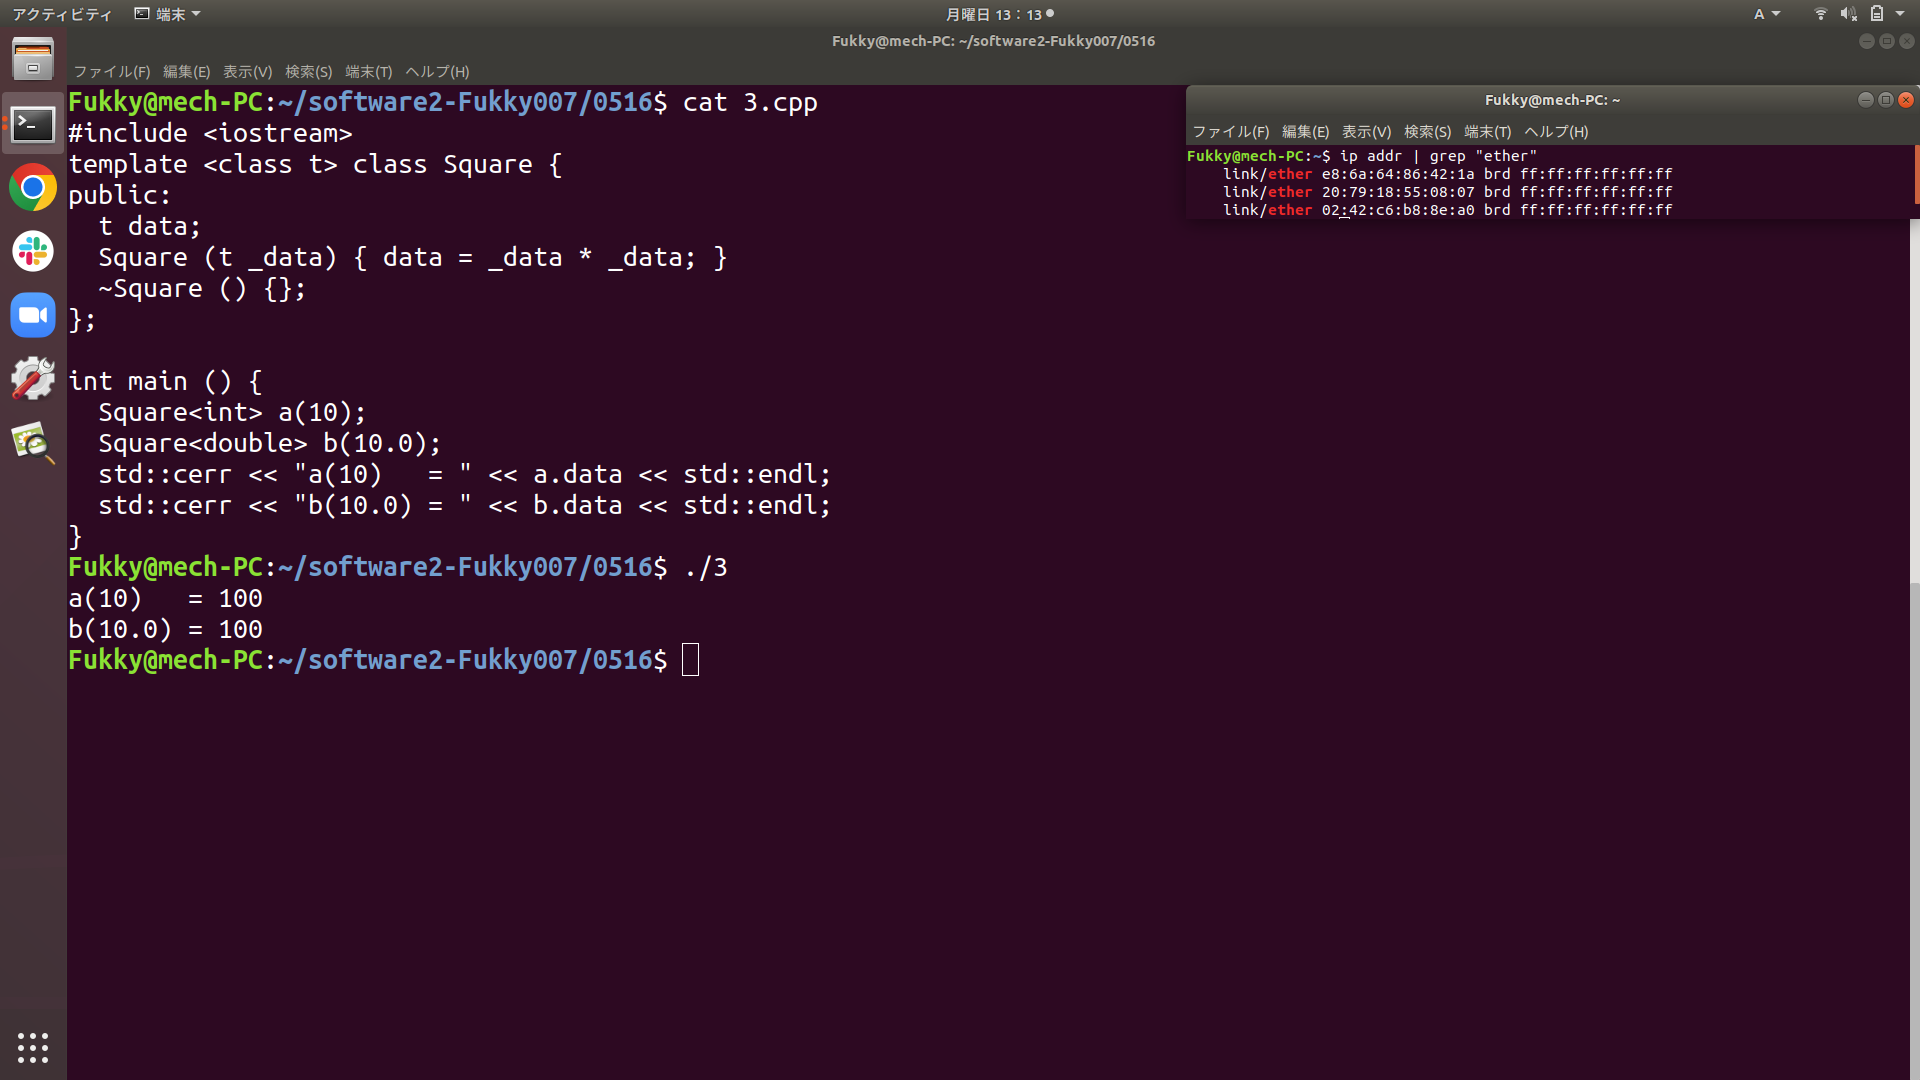 アクティビティ 端末 月曜日 13：13 A
Fukky@mech-PC: ~/software2-Fukky007/0516
ファイル(F) 編集(E) 表示(V) 検索(S) 端末(T) ヘルプ(H)
Fukky@mech-PC:~/software2-Fukky007/0516$ cat 3.cpp
#include <iostream>
template <class t> class Square {
public:
  t data;
  Square (t _data) { data = _data * _data; }
  ~Square () {};
};

int main () {
  Square<int> a(10);
  Square<double> b(10.0);
  std::cerr << "a(10)   = " << a.data << std::endl;
  std::cerr << "b(10.0) = " << b.data << std::endl;
}
Fukky@mech-PC:~/software2-Fukky007/0516$ ./3
a(10)   = 100
b(10.0) = 100
Fukky@mech-PC:~/software2-Fukky007/0516$
Fukky@mech-PC: ~
ファイル(F) 編集(E) 表示(V) 検索(S) 端末(T) ヘルプ(H)
Fukky@mech-PC:~$ ip addr | grep "ether"
    link/ether e8:6a:64:86:42:1a brd ff:ff:ff:ff:ff:ff
    link/ether 20:79:18:55:08:07 brd ff:ff:ff:ff:ff:ff
    link/ether 02:42:c6:b8:8e:a0 brd ff:ff:ff:ff:ff:ff